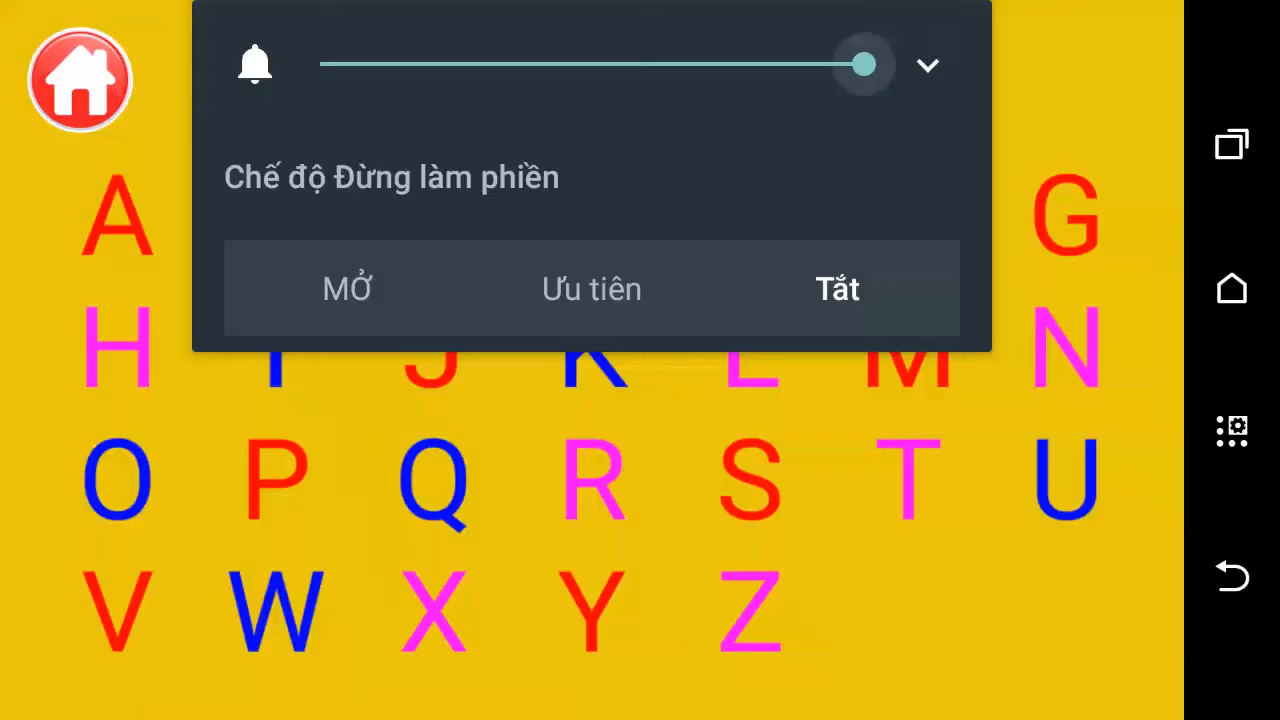 Chế độ Đừng làm phiền
MỞ Ưu tiên Tắt
A G
H I J K L M N
O P Q R S T U
V W X Y Z